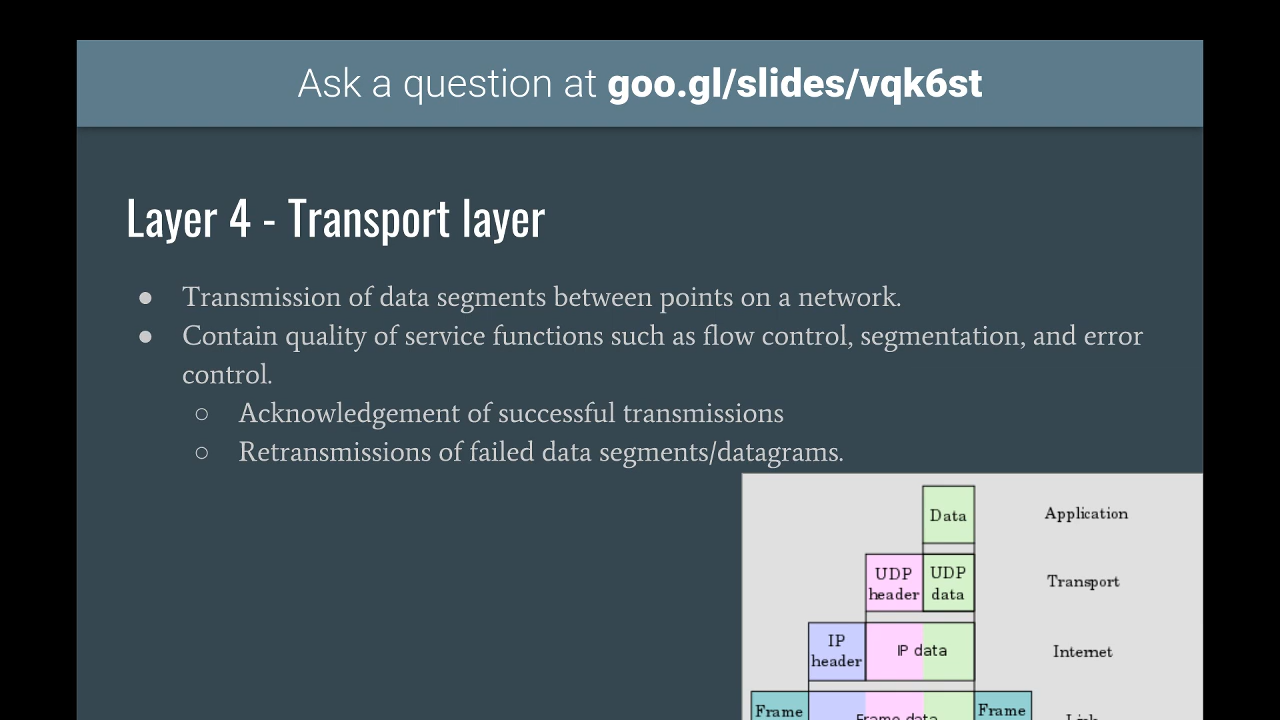 Ask a question at goo.gl/slides/vqk6st
Layer 4 - Transport layer
● Transmission of data segments between points on a network.
● Contain quality of service functions such as flow control, segmentation, and error
control.
○ Acknowledgement of successful transmissions
○ Retransmissions of failed data segments/datagrams.
Data
Application
UDP
header
UDP
data
Transport
IP
header
IP data
Internet
Frame
Frame data
Frame
Link